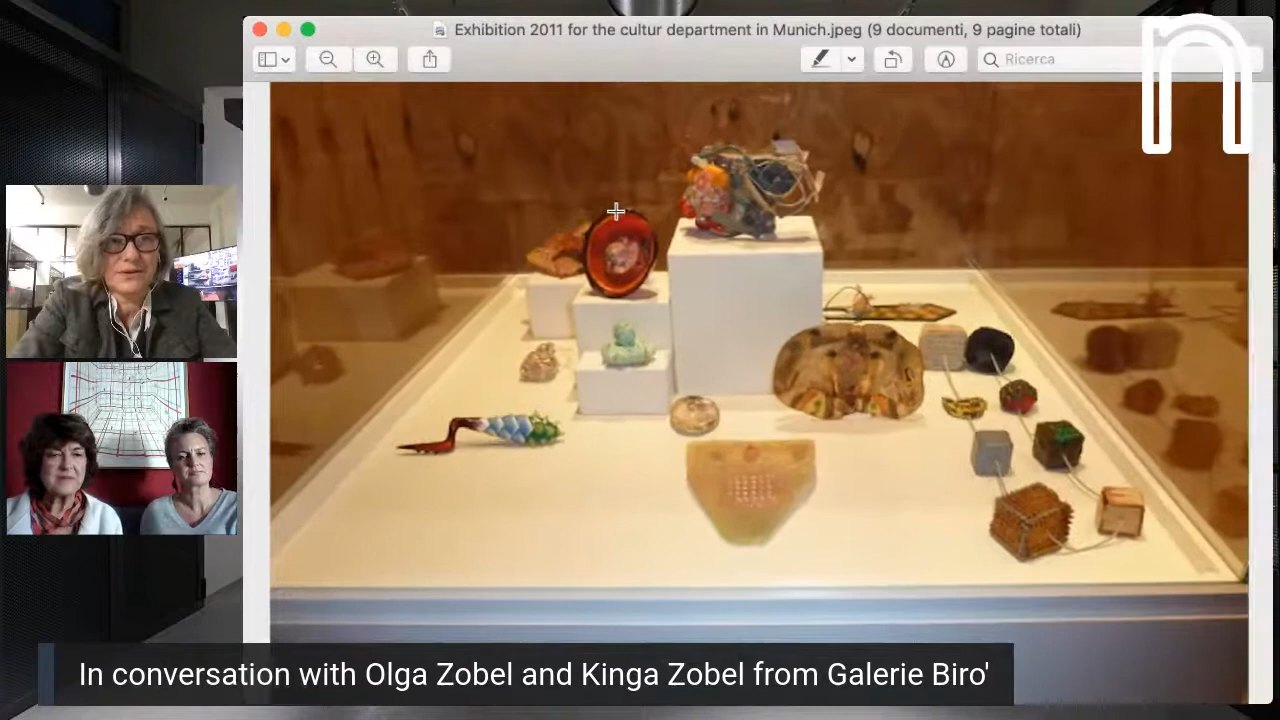 Exhibition 2011 for the cultur department in Munich.jpeg (9 documenti, 9 pagine totali)
Ricerca
n
In conversation with Olga Zobel and Kinga Zobel from Galerie Biro'